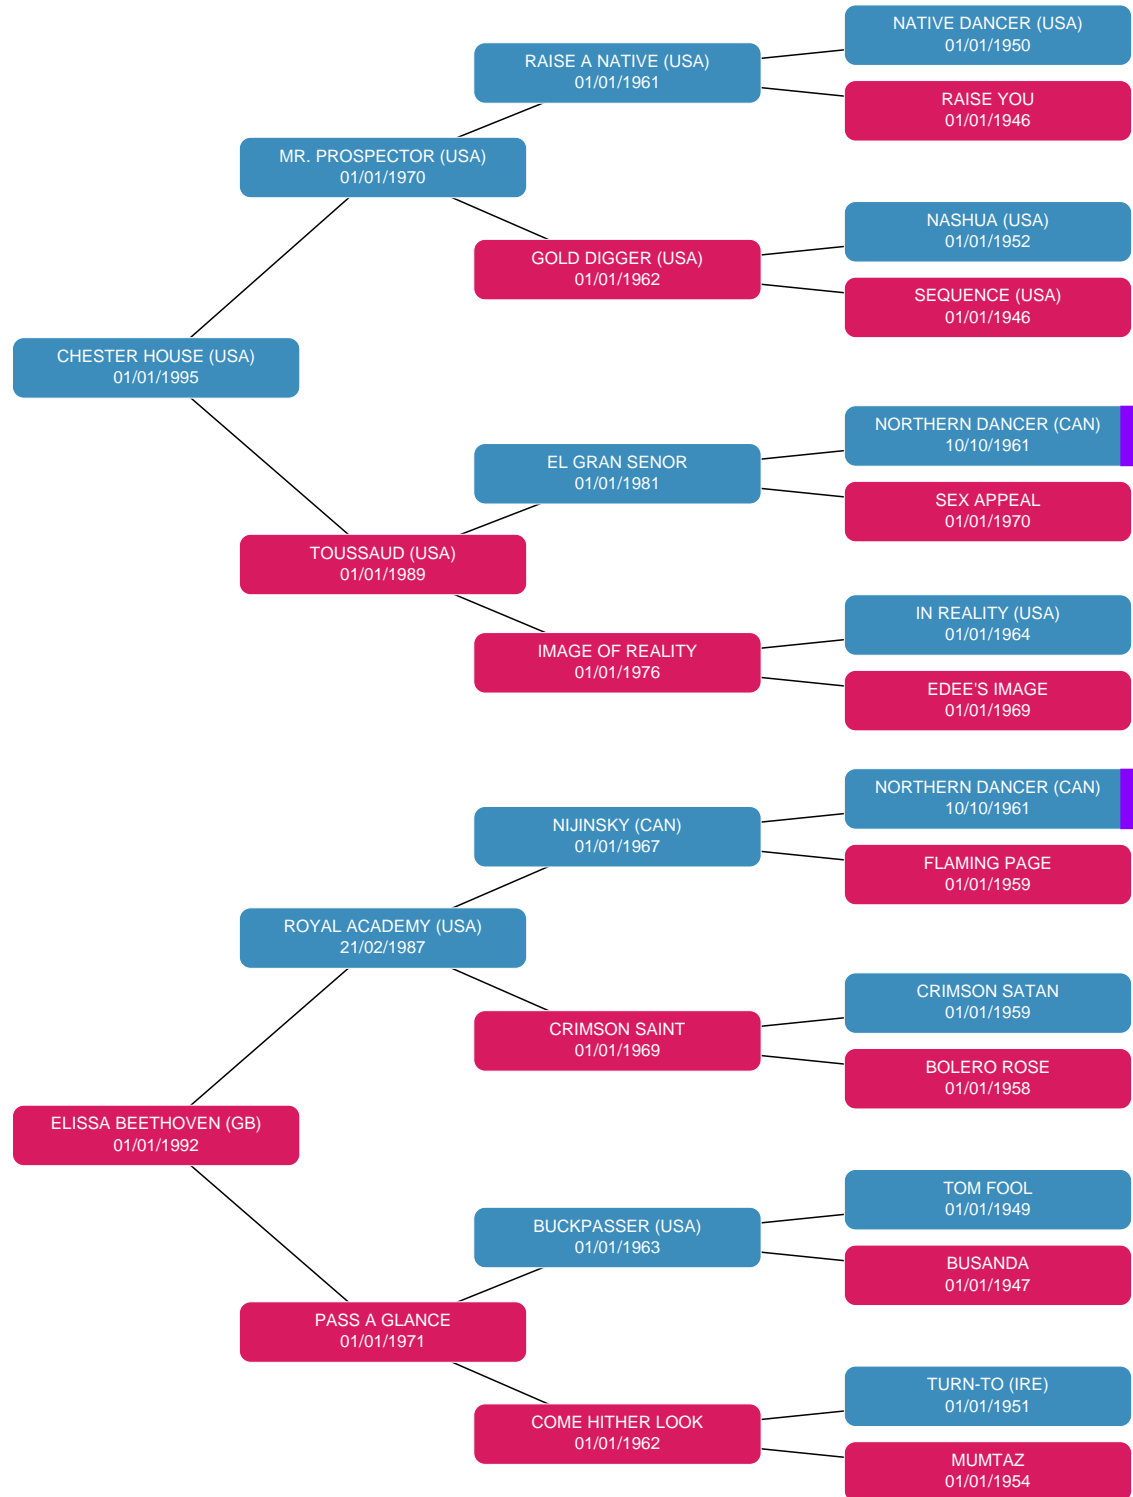 NATIVE DANCER (USA)
01/01/1950
RAISE A NATIVE (USA)
01/01/1961
RAISE YOU
01/01/1946
MR. PROSPECTOR (USA)
01/01/1970
NASHUA (USA)
01/01/1952
GOLD DIGGER (USA)
01/01/1962
SEQUENCE (USA)
01/01/1946
CHESTER HOUSE (USA)
01/01/1995
NORTHERN DANCER (CAN)
10/10/1961
EL GRAN SENOR
01/01/1981
SEX APPEAL
01/01/1970
TOUSSAUD (USA)
01/01/1989
IN REALITY (USA)
01/01/1964
IMAGE OF REALITY
01/01/1976
EDEE'S IMAGE
01/01/1969
NORTHERN DANCER (CAN)
10/10/1961
NIJINSKY (CAN)
01/01/1967
FLAMING PAGE
01/01/1959
ROYAL ACADEMY (USA)
21/02/1987
CRIMSON SATAN
01/01/1959
CRIMSON SAINT
01/01/1969
BOLERO ROSE
01/01/1958
ELISSA BEETHOVEN (GB)
01/01/1992
TOM FOOL
01/01/1949
BUCKPASSER (USA)
01/01/1963
BUSANDA
01/01/1947
PASS A GLANCE
01/01/1971
TURN-TO (IRE)
01/01/1951
COME HITHER LOOK
01/01/1962
MUMTAZ
01/01/1954